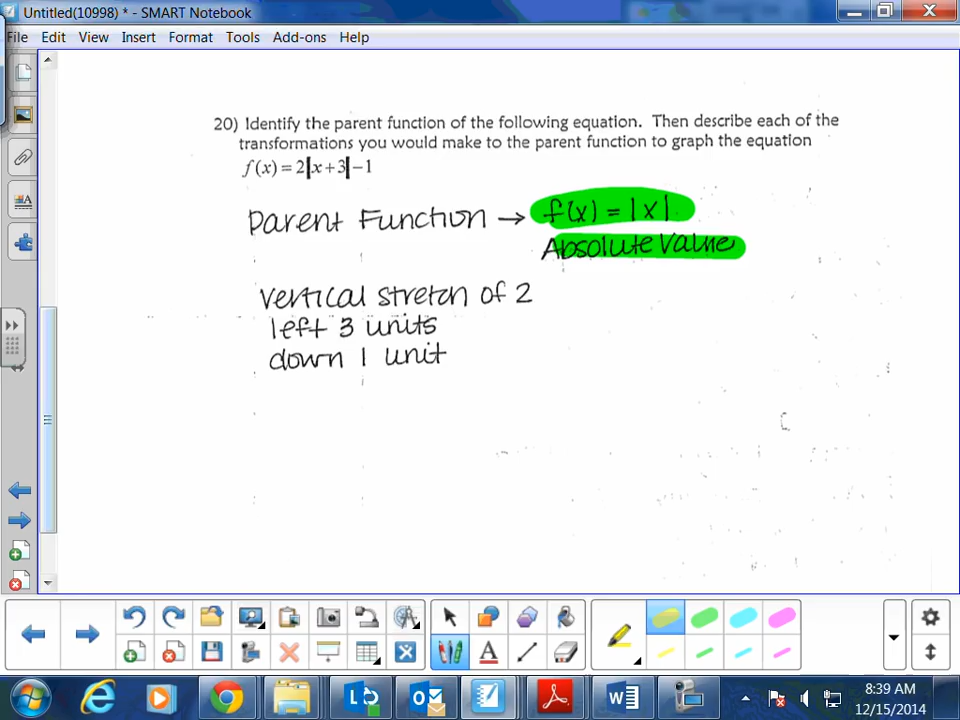 Untitled(10998) * - SMART Notebook
File Edit View Insert Format Tools Add-ons Help
20) Identify the parent function of the following equation. Then describe each of the
transformations you would make to the parent function to graph the equation
f(x) = 2|x+3|−1
Parent Function → f(x) = |x|
Absolute Value
Vertical stretch of 2
left 3 units
down 1 unit
8:39 AM
12/15/2014